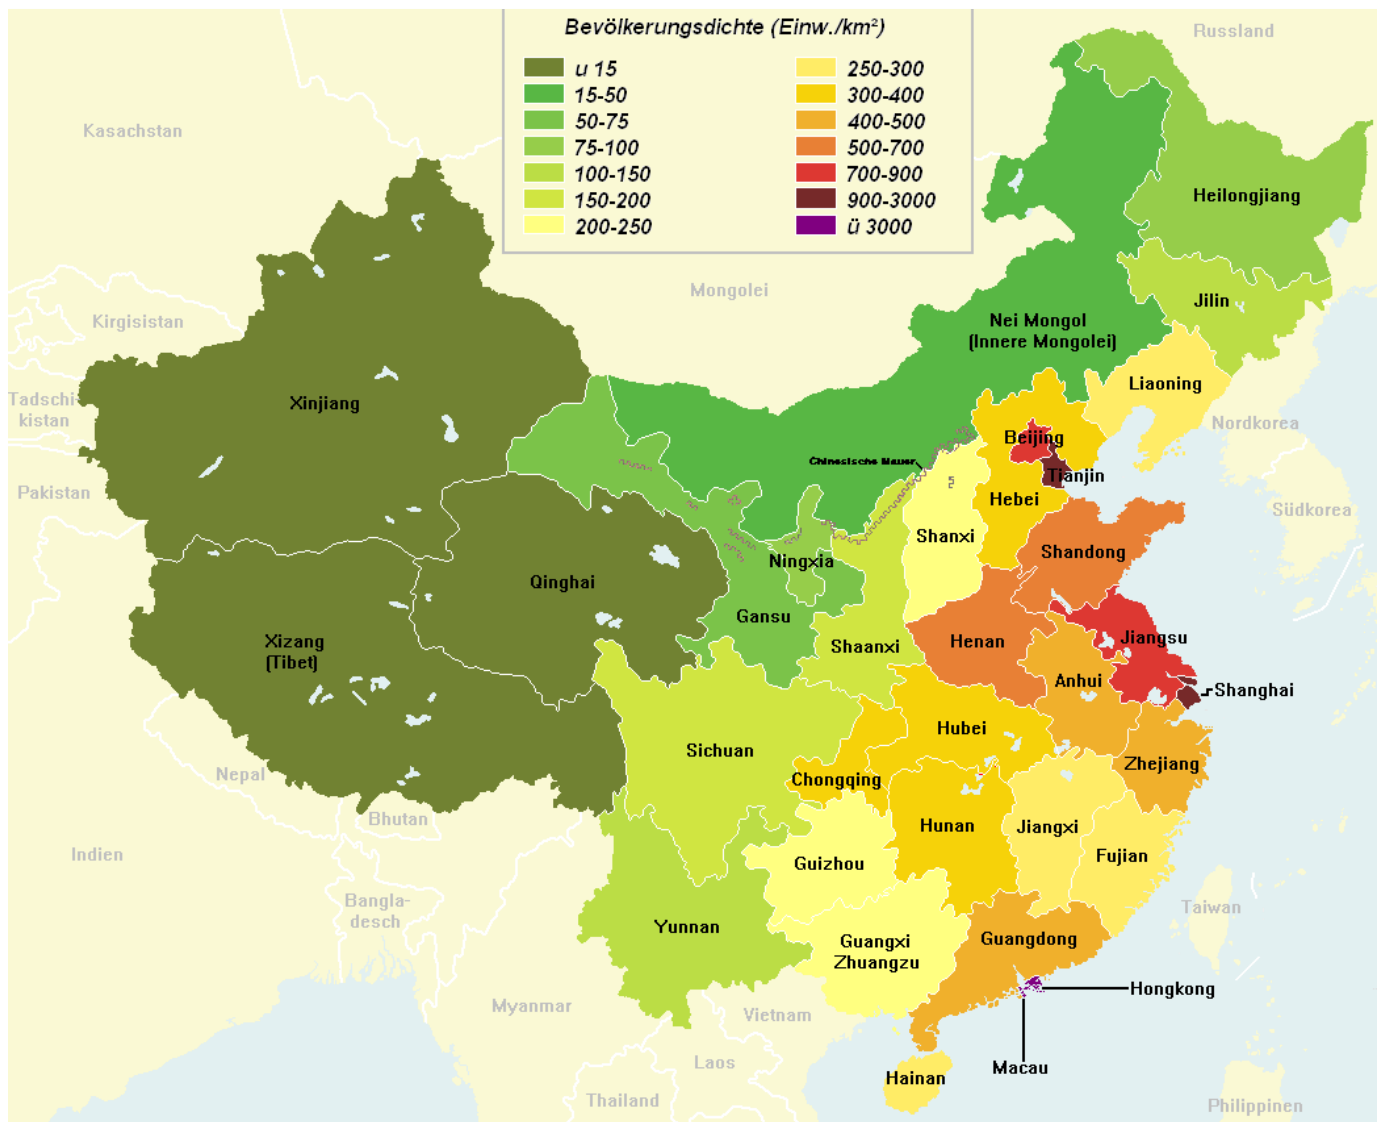 Bevölkerungsdichte (Einw./km²)
u 15
15-50
50-75
75-100
100-150
150-200
200-250
250-300
300-400
400-500
500-700
700-900
900-3000
ü 3000
Russland
Kasachstan
Heilongjiang
Mongolei
Jilin
Kirgisistan
Nei Mongol
(Innere Mongolei)
Liaoning
Xinjiang
Tadschi-
kistan
Nordkorea
Beijing
Chinesische Mauer
Tianjin
Pakistan
Hebei
Südkorea
Shanxi
Shandong
Ningxia
Qinghai
Gansu
Xizang
(Tibet)
Shaanxi
Henan
Jiangsu
Anhui
Shanghai
Hubei
Sichuan
Zhejiang
Nepal
Chongqing
Bhutan
Hunan
Jiangxi
Indien
Fujian
Guizhou
Bangla-
desch
Taiwan
Yunnan
Guangxi
Zhuangzu
Guangdong
Hongkong
Myanmar
Vietnam
Laos
Macau
Hainan
Thailand
Philippinen